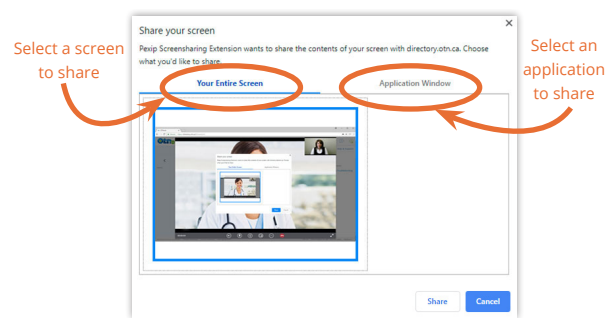 Share your screen
Pexip Screensharing Extension wants to share the contents of your screen with directory.otn.ca. Choose
what you'd like to share.
Select a screen
to share
Your Entire Screen
Application Window
Select an
application
to share
otn.
Share
Cancel